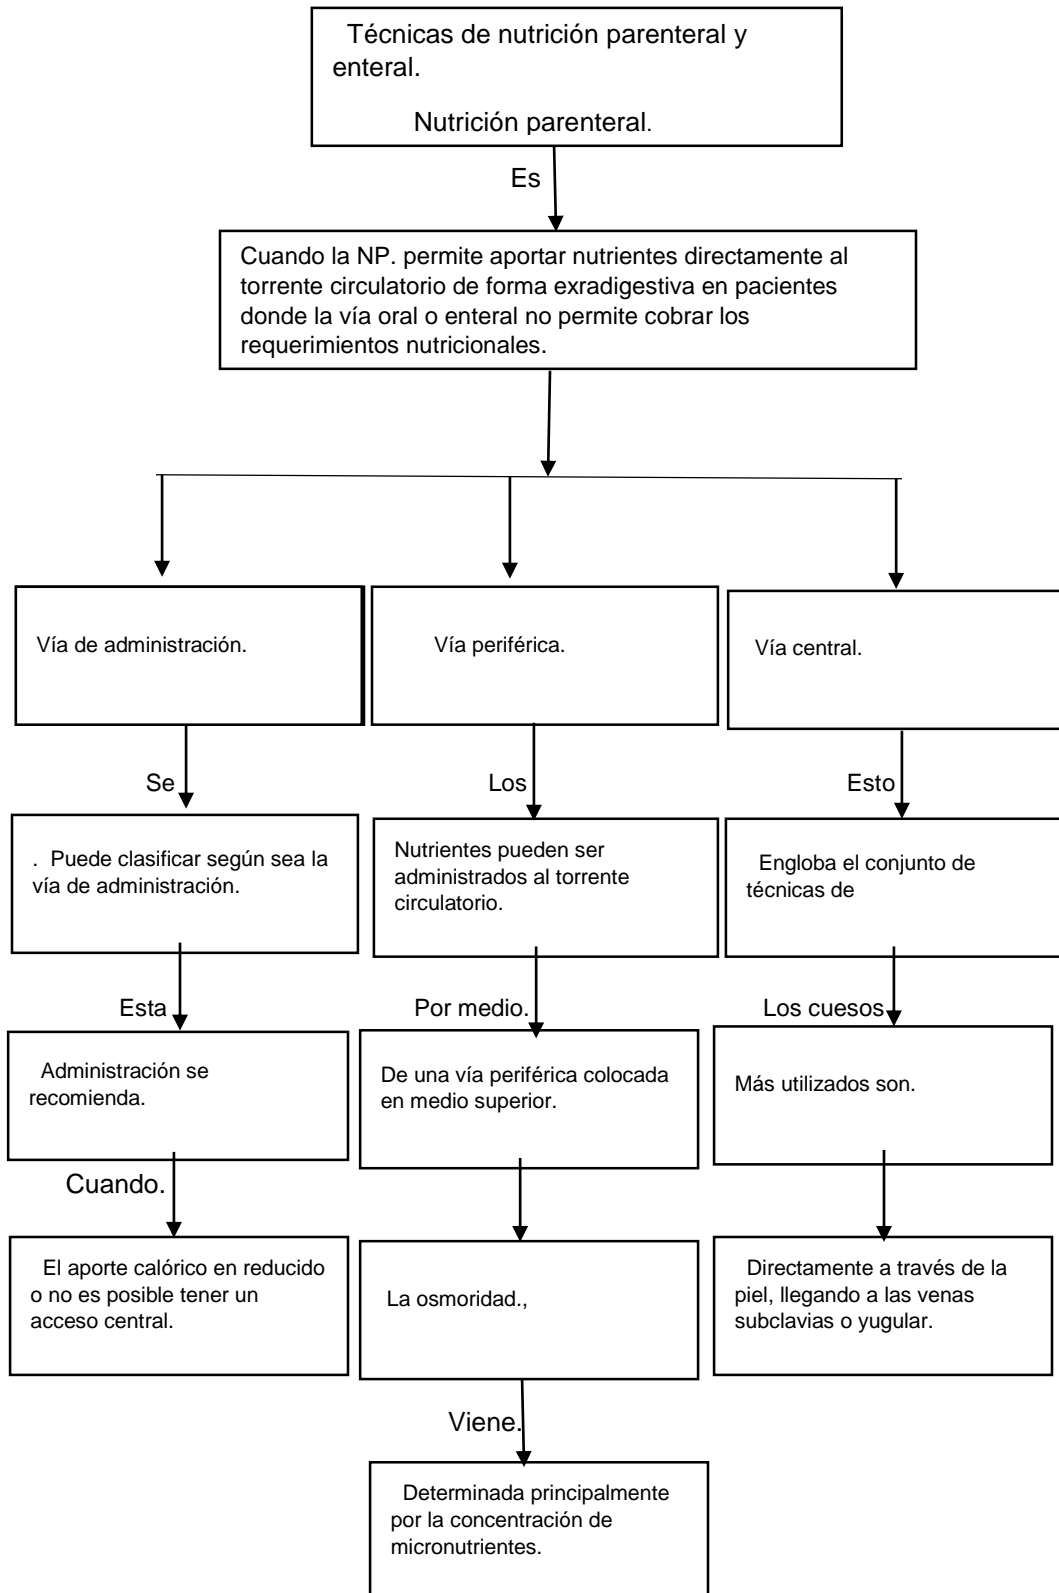 Técnicas de nutrición parenteral y
enteral.
Nutrición parenteral.
Es
Cuando la NP. permite aportar nutrientes directamente al
torrente circulatorio de forma exradigestiva en pacientes
donde la vía oral o enteral no permite cobrar los
requerimientos nutricionales.
Vía de administración.
Vía periférica.
Vía central.
Se
Los
Esto
. Puede clasificar según sea la
vía de administración.
Nutrientes pueden ser
administrados al torrente
circulatorio.
Engloba el conjunto de
técnicas de
Esta
Por medio.
Los cuesos
Administración se
recomienda.
De una vía periférica colocada
en medio superior.
Más utilizados son.
Cuando.
El aporte calórico en reducido
o no es posible tener un
acceso central.
La osmoridad.,
Directamente a través de la
piel, llegando a las venas
subclavias o yugular.
Viene.
Determinada principalmente
por la concentración de
micronutrientes.